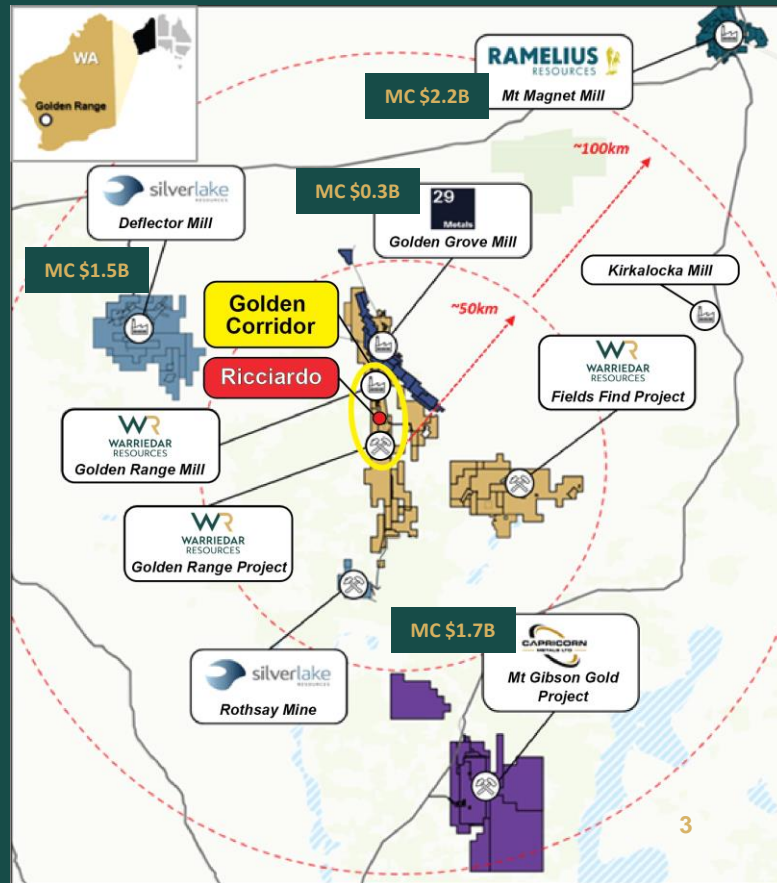 WA
Golden Range
RAMELIUS
RESOURCES
Mt Magnet Mill
MC $2.2B
~100km
silverlake
RESOURCES
Deflector Mill
MC $0.3B
29
Metals
Golden Grove Mill
MC $1.5B
Kirkalocka Mill
Golden
Corridor
~50km
Ricciardo
WR
WARRIEDAR
RESOURCES
Fields Find Project
WR
WARRIEDAR
RESOURCES
Golden Range Mill
WR
WARRIEDAR
RESOURCES
Golden Range Project
MC $1.7B
CAPRICORN
METALS LTD
Mt Gibson Gold
Project
silverlake
RESOURCES
Rothsay Mine
3